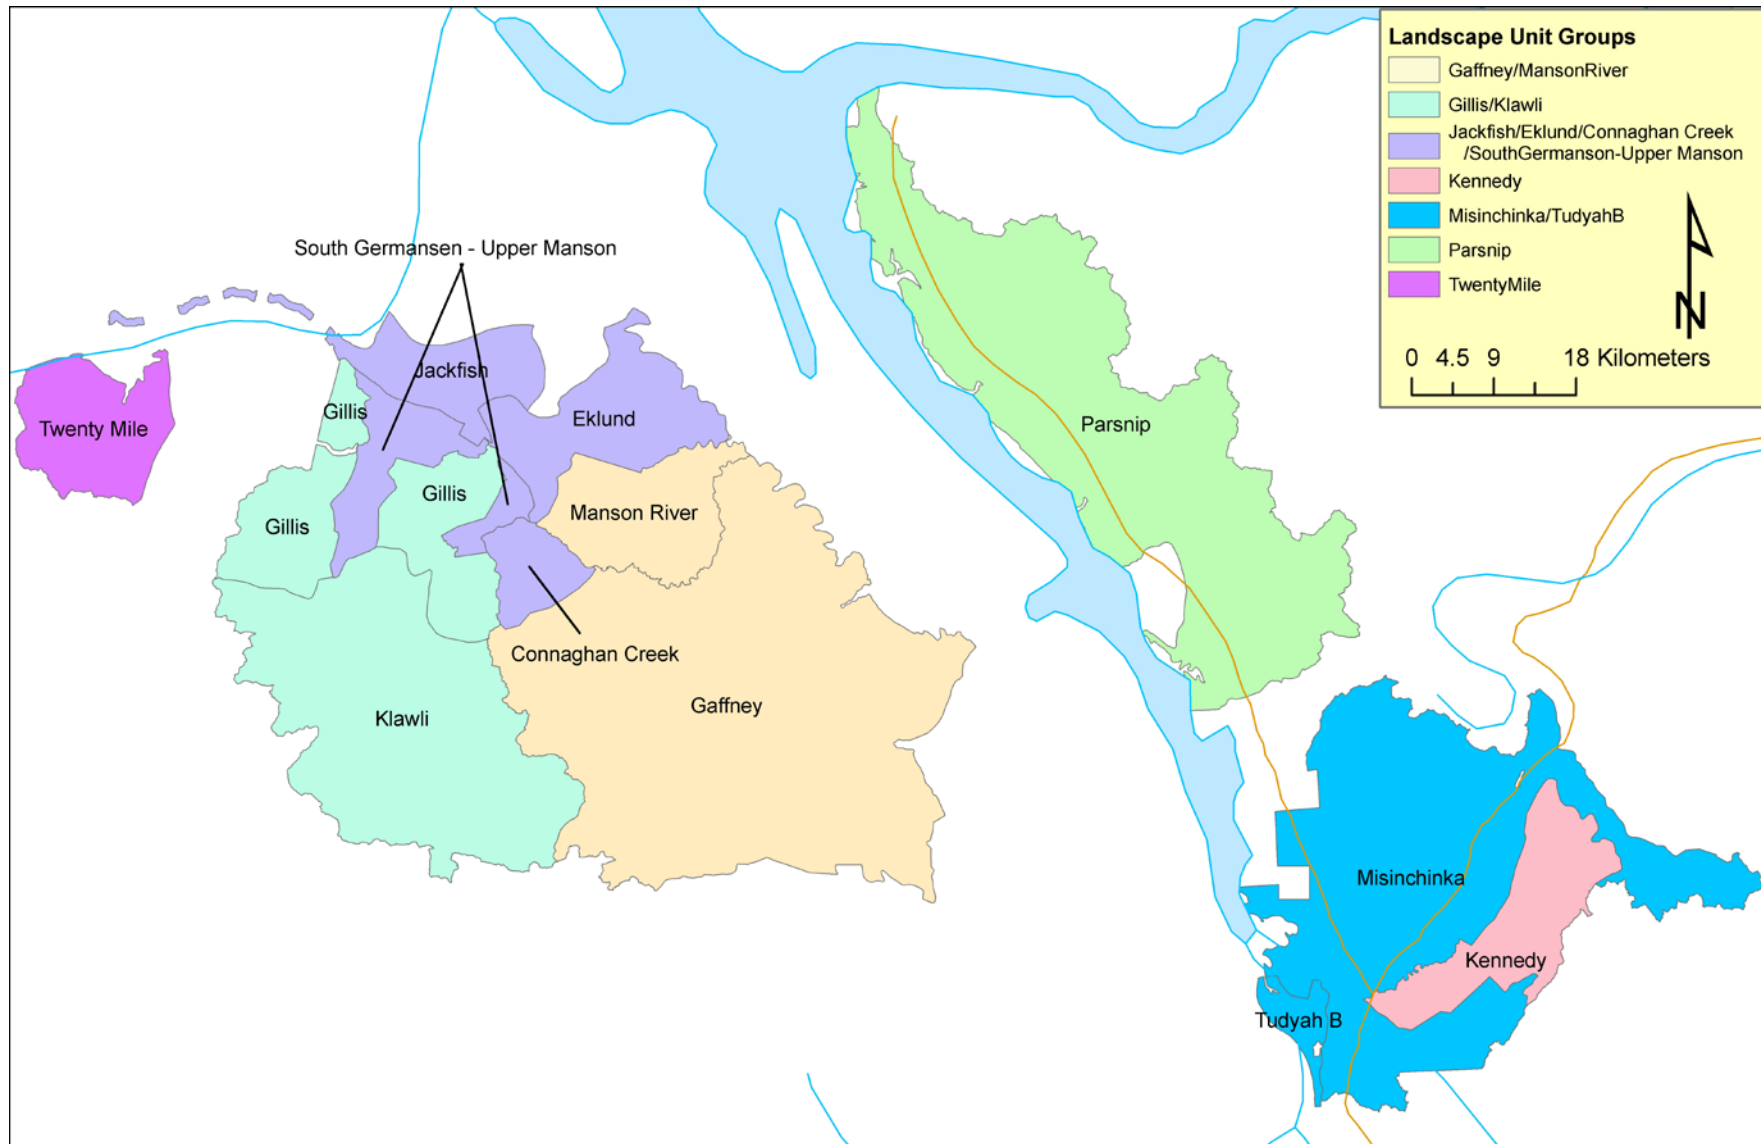 Landscape Unit Groups
Gaffney/MansonRiver
Gillis/Klawli
Jackfish/Eklund/Connaghan Creek
/SouthGermanson-Upper Manson
Kennedy
Misinchinka/TudyahB
Parsnip
TwentyMile
N
0 4.5 9 18 Kilometers
South Germansen - Upper Manson
Jackfish
Gillis
Eklund
Twenty Mile
Parsnip
Gillis
Manson River
Gillis
Connaghan Creek
Gaffney
Klawli
Misinchinka
Kennedy
Tudyah B